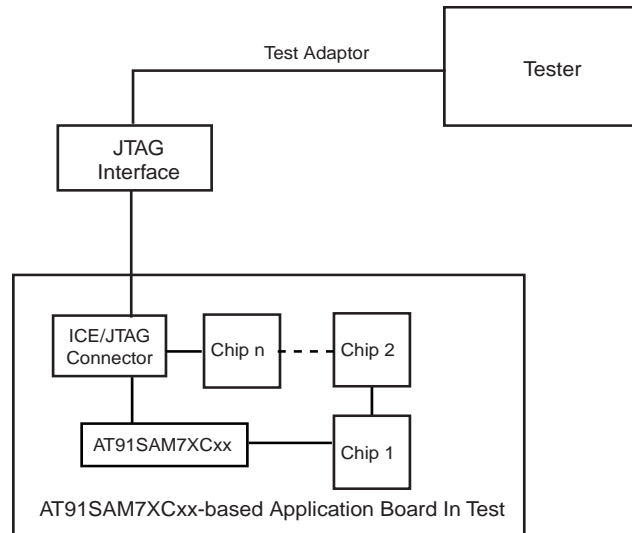 Test Adaptor
Tester
JTAG
Interface
ICE/JTAG
Connector
Chip n
Chip 2
AT91SAM7XCxx
Chip 1
AT91SAM7XCxx-based Application Board In Test